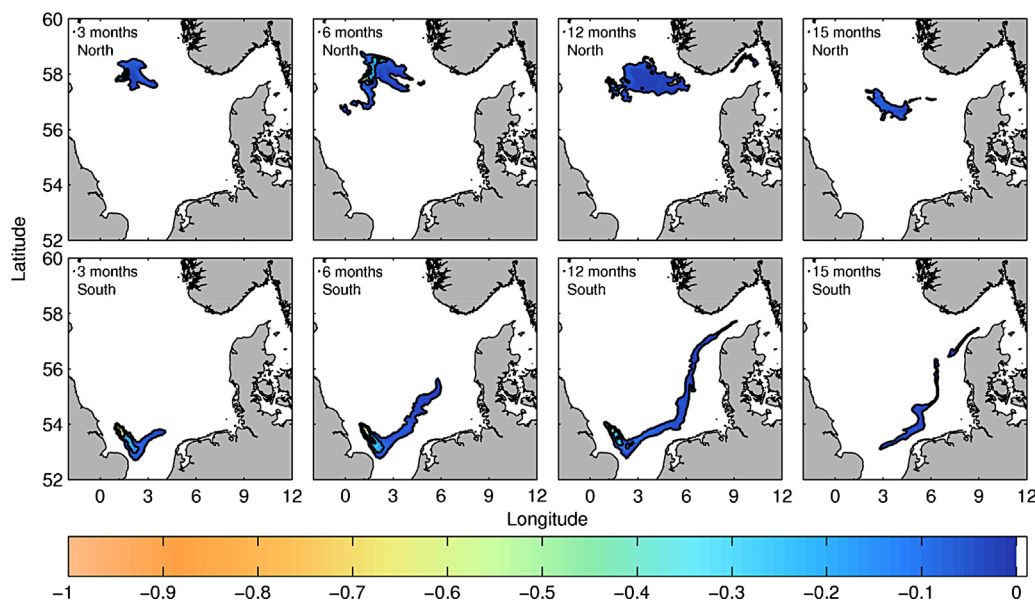 3 months
North
6 months
North
12 months
North
15 months
North
60
58
56
54
52
3 months
South
6 months
South
12 months
South
15 months
South
60
58
56
54
52
Latitude
0 3 6 9 12
0 3 6 9 12
0 3 6 9 12
0 3 6 9 12
Longitude
−1 −0.9 −0.8 −0.7 −0.6 −0.5 −0.4 −0.3 −0.2 −0.1 0